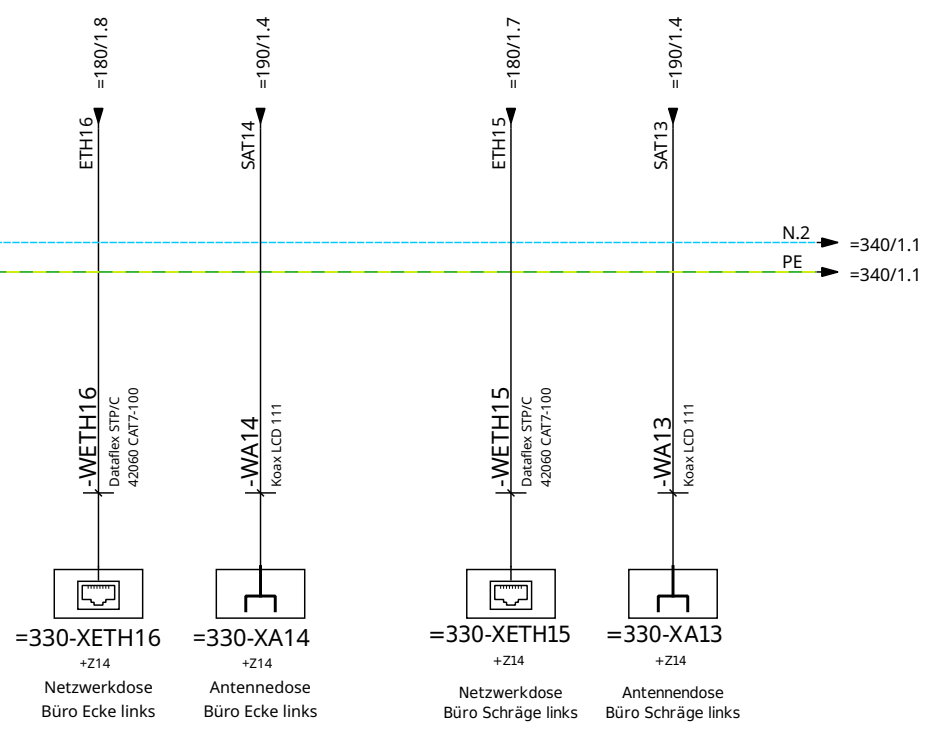 =180/1.8
=190/1.4
=180/1.7
=190/1.4
ETH16
SAT14
ETH15
SAT13
N.2
=340/1.1
PE
=340/1.1
-WETH16
Dataflex STP/C
42060 CAT7-100
-WA14
Koax LCD 111
-WETH15
Dataflex STP/C
42060 CAT7-100
-WA13
Koax LCD 111
=330-XETH16
+Z14
Netzwerkdose
Büro Ecke links
=330-XA14
+Z14
Antennedose
Büro Ecke links
=330-XETH15
+Z14
Netzwerkdose
Büro Schräge links
=330-XA13
+Z14
Antennendose
Büro Schräge links